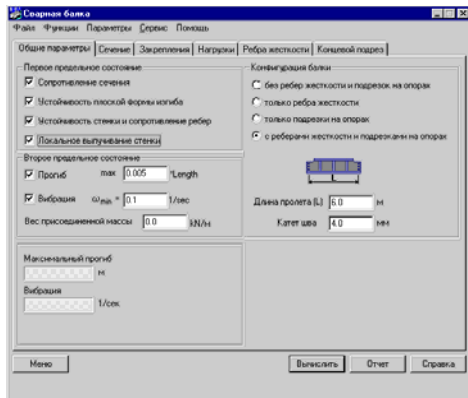 Сварная балка
Файл Функции Параметры Сервис Помощь
Общие параметры Сечение Закрепления Нагрузки Ребра жесткости Концевой подрез
Первое предельное состояние
Сопротивление сечения
Устойчивость плоской формы изгиба
Устойчивость стенки и сопротивление ребер
Локальное выпучивание стенки
Второе предельное состояние
Прогиб max 0.005 *Length
Вибрация ωmin. = 0.1 1/sec
Вес присоединенной массы 0.0 kN/м
Максимальный прогиб
м
Вибрация
1/сек
Конфигурация балки
без ребер жесткости и подрезок на опорах
только ребра жесткости
только подрезки на опорах
с ребрами жесткости и подрезками на опорах
L
Длина пролета (L) 6.0 м
Катет шва 4.0 мм
Меню Вычислить Отчет Справка